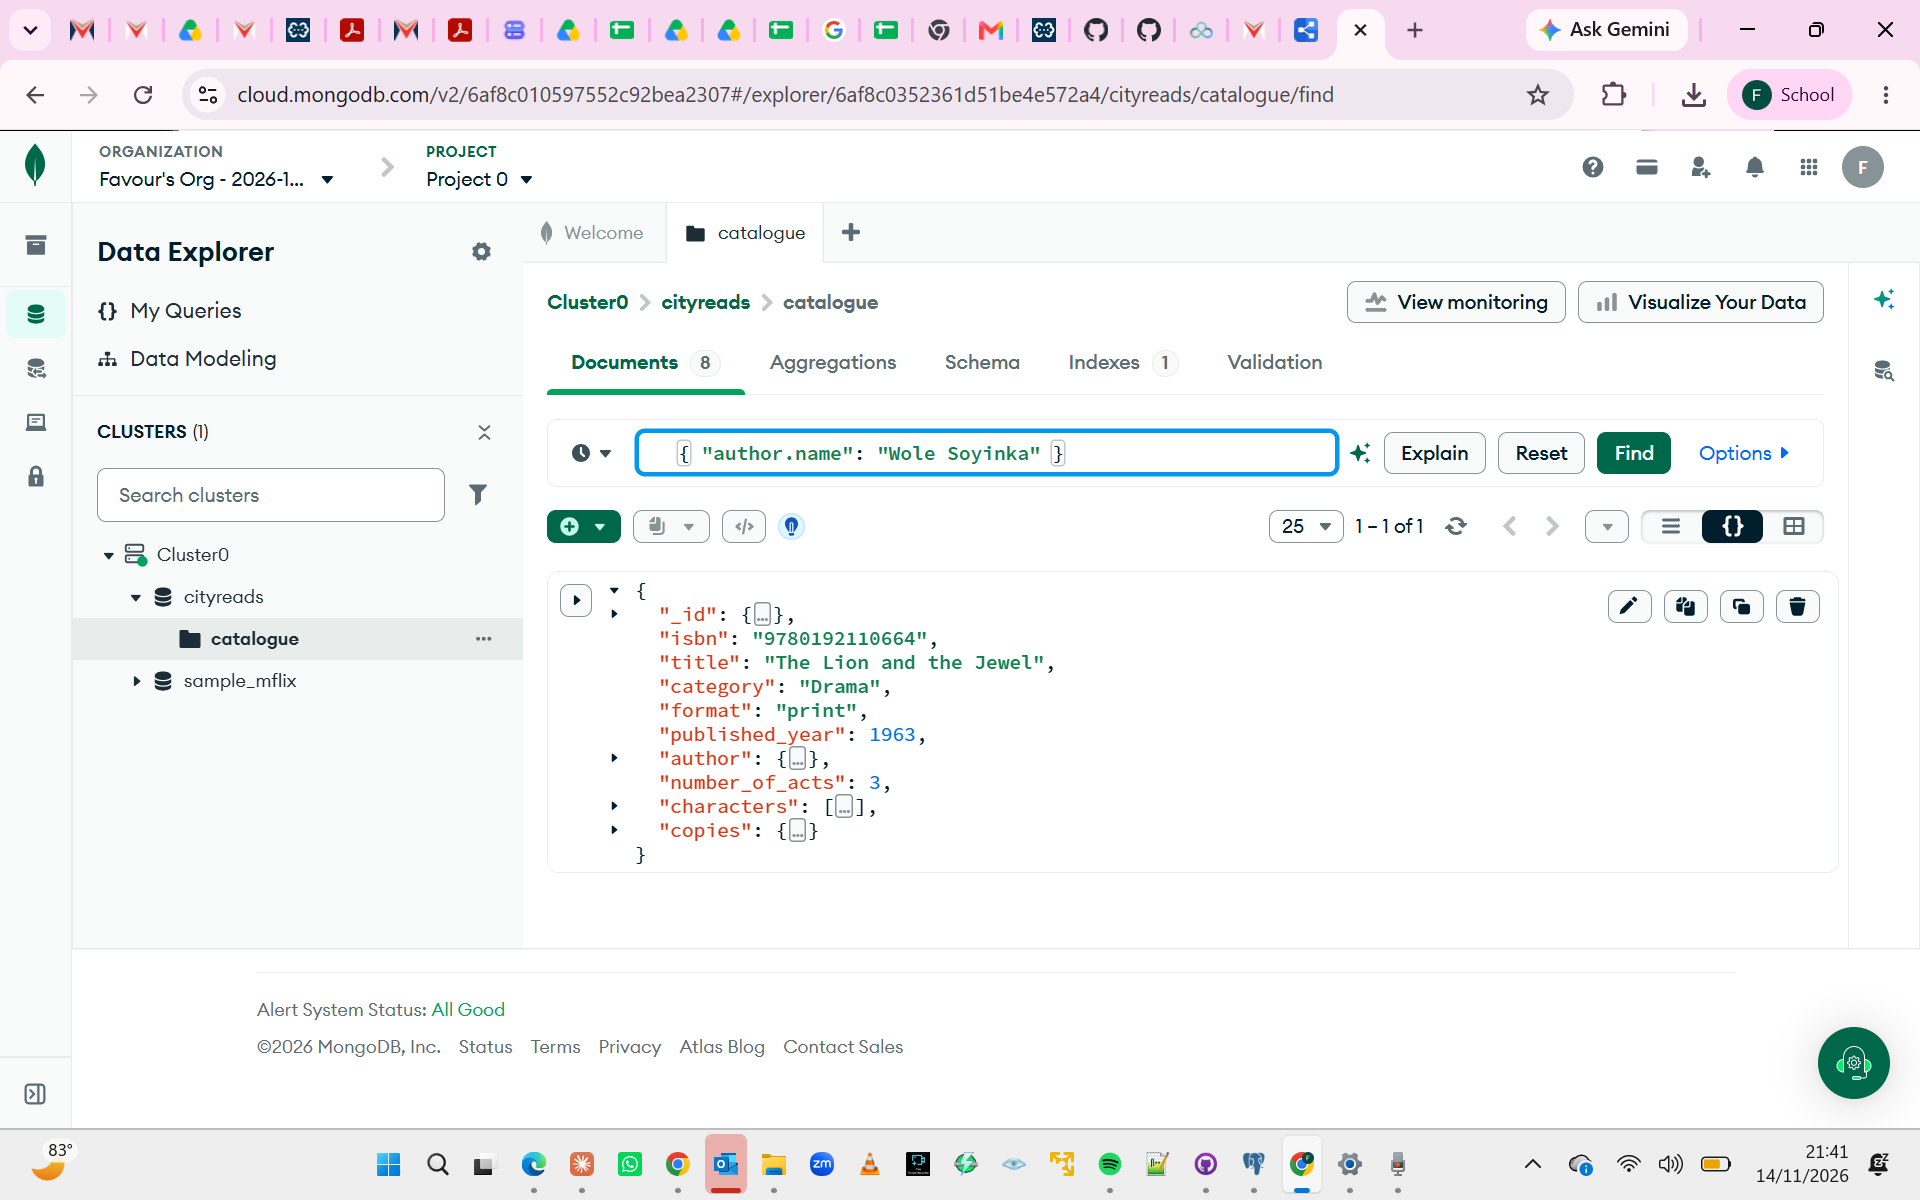 Ask Gemini
cloud.mongodb.com/v2/6af8c010597552c92bea2307#/explorer/6af8c0352361d51be4e572a4/cityreads/catalogue/find
F School
ORGANIZATION
Favour's Org - 2026-1...
PROJECT
Project 0
F
Data Explorer
My Queries
Data Modeling
CLUSTERS (1)
Search clusters
Cluster0
cityreads
catalogue
sample_mflix
Welcome
catalogue
Cluster0 > cityreads > catalogue
View monitoring
Visualize Your Data
Documents 8
Aggregations
Schema
Indexes 1
Validation
{ "author.name": "Wole Soyinka" }
Explain
Reset
Find
Options
25
1 – 1 of 1
{}
{
"_id": {…},
"isbn": "9780192110664",
"title": "The Lion and the Jewel",
"category": "Drama",
"format": "print",
"published_year": 1963,
"author": {…},
"number_of_acts": 3,
"characters": […],
"copies": {…}
}
Alert System Status: All Good
©2026 MongoDB, Inc. Status Terms Privacy Atlas Blog Contact Sales
83°
zm
21:41
14/11/2026